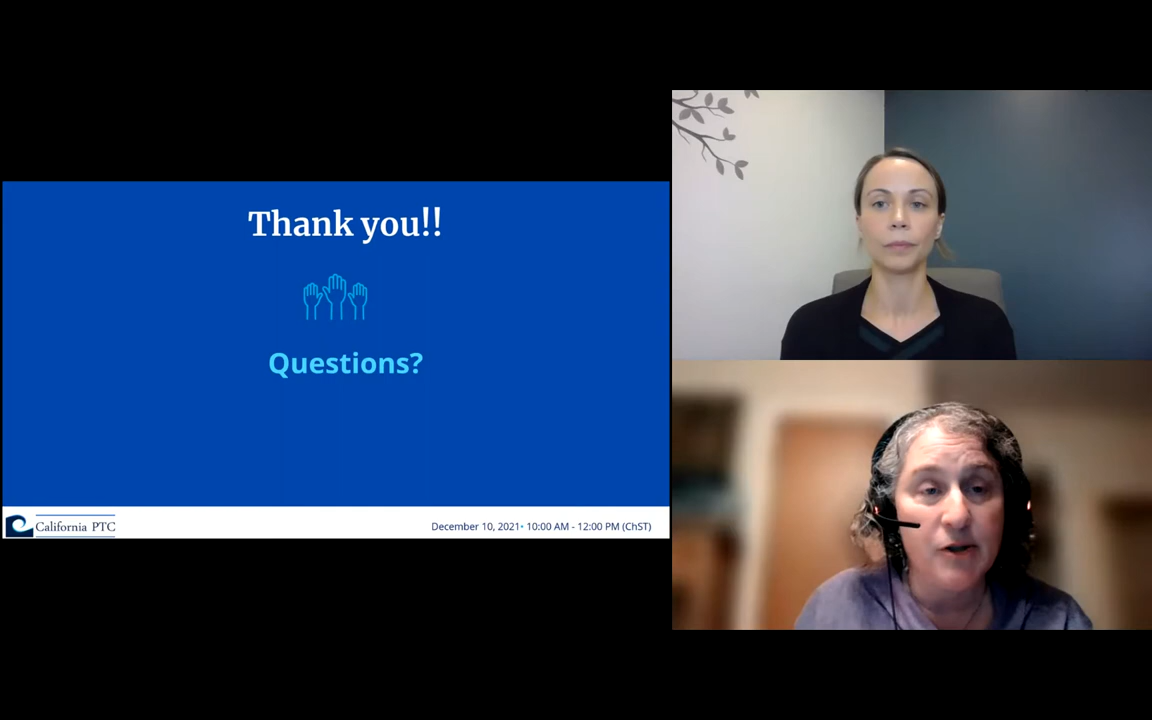 Thank you!!
Questions?
California PTC
December 10, 2021• 10:00 AM - 12:00 PM (ChST)